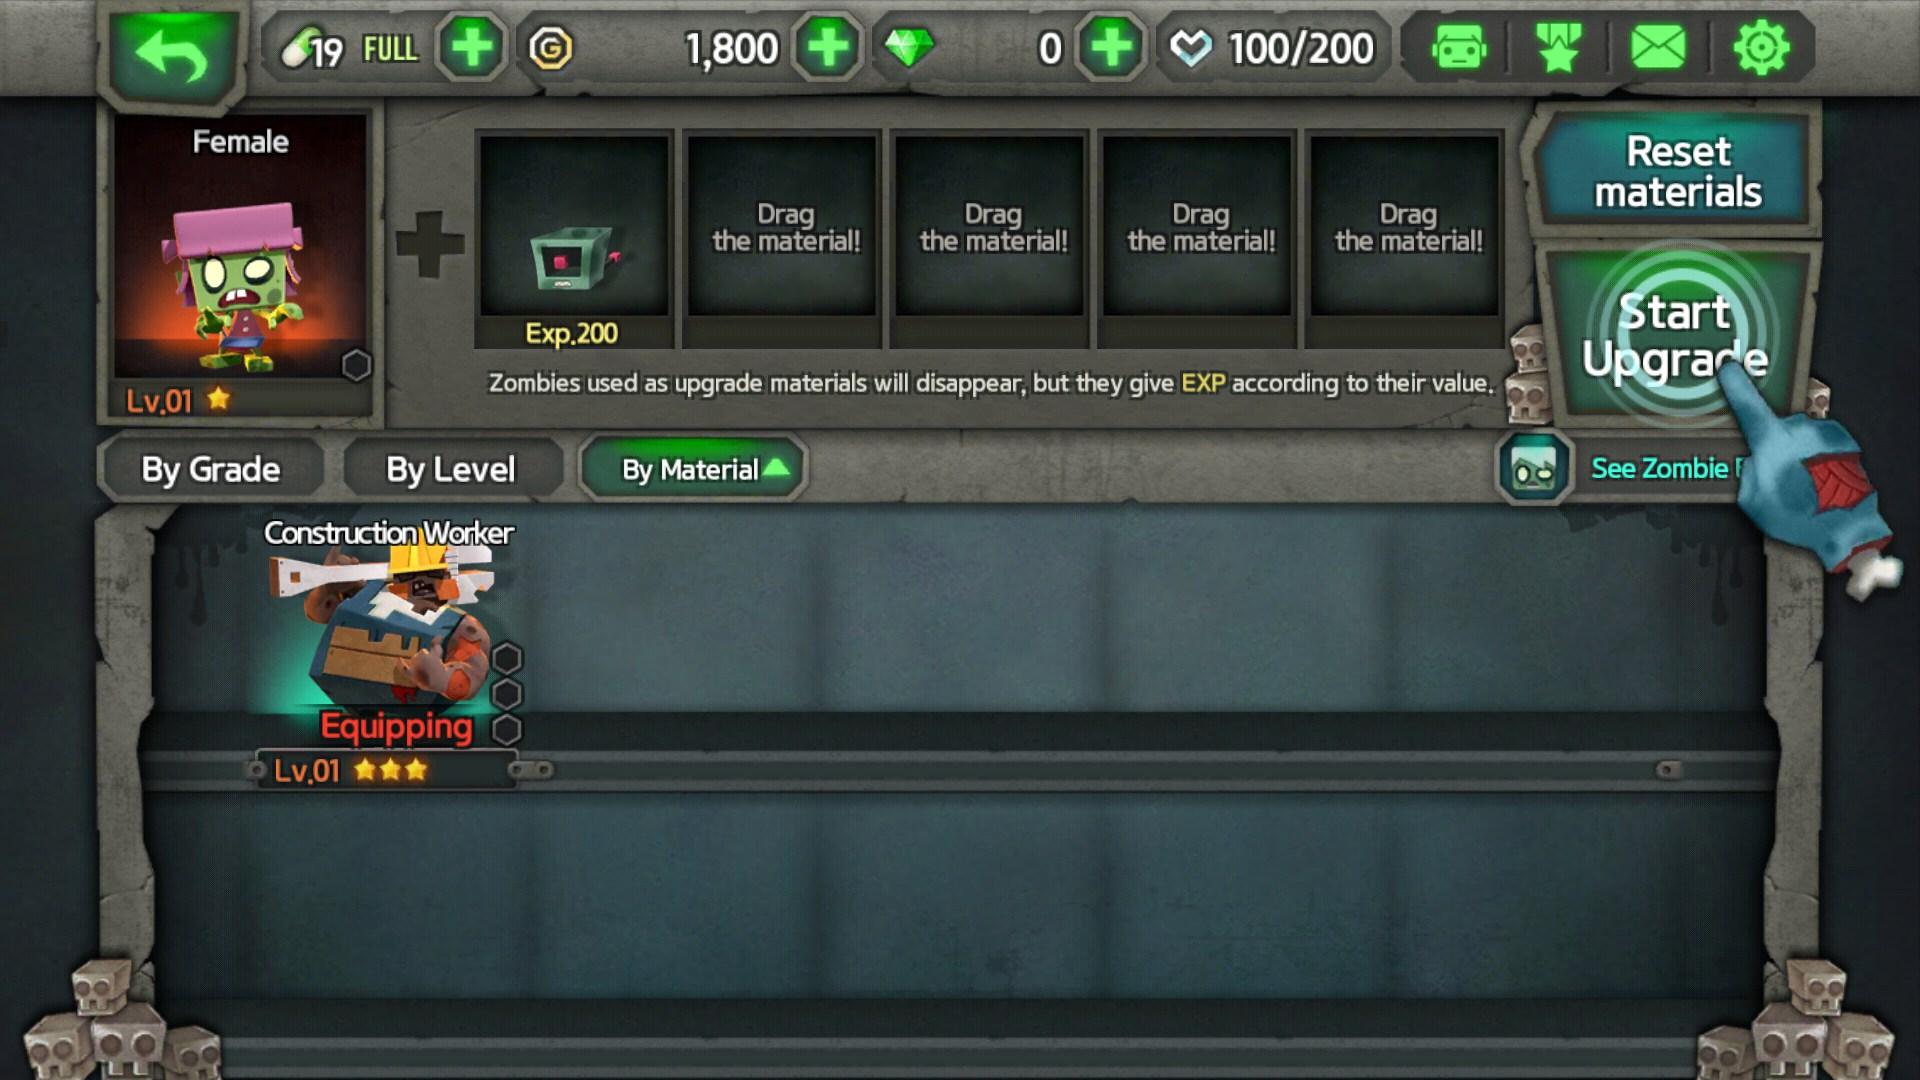 19 FULL
G
1,800
0
100/200
Female
Drag
the material!
Drag
the material!
Drag
the material!
Drag
the material!
Reset
materials
Exp.200
Start
Upgrade
Zombies used as upgrade materials will disappear, but they give EXP according to their value.
Lv.01
By Grade
By Level
By Material
See Zombie
Construction Worker
Equipping
Lv.01